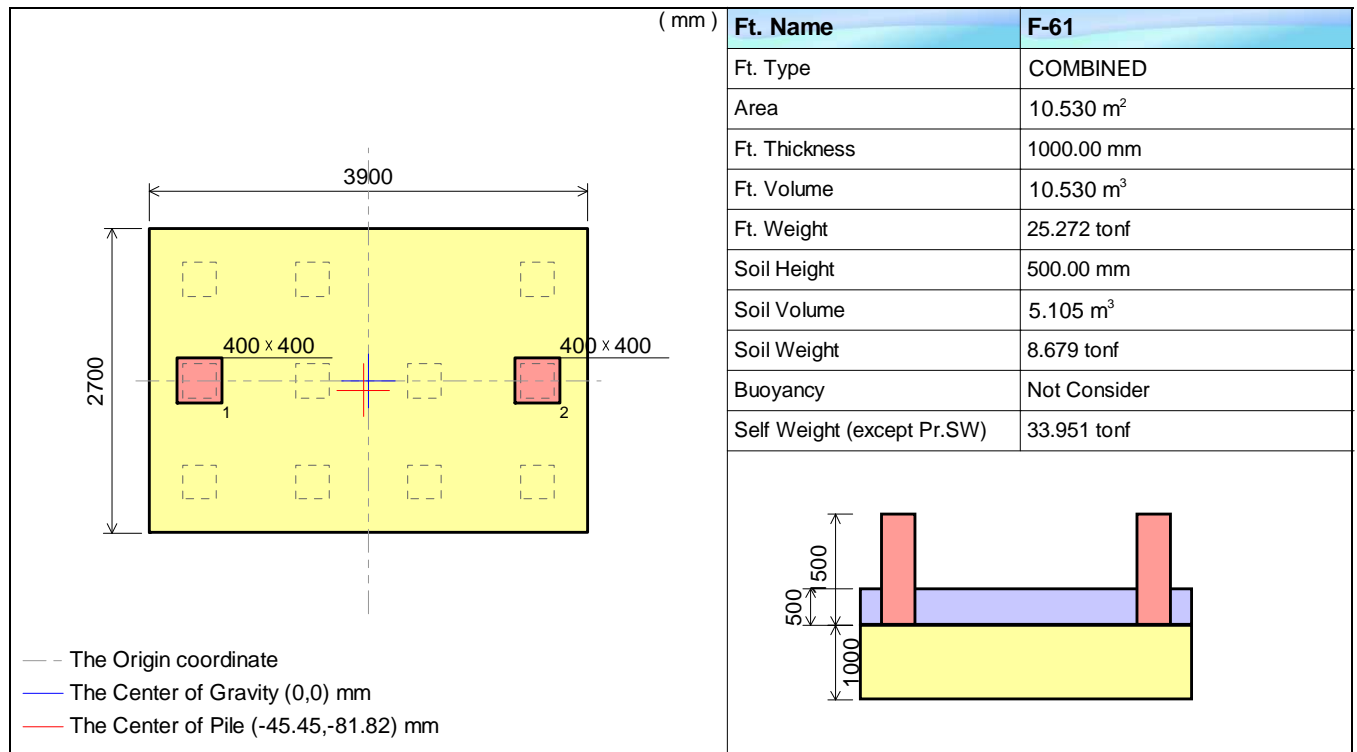 ( mm )
3900
2700
400 × 400
400 × 400
1
2
The Origin coordinate
The Center of Gravity (0,0) mm
The Center of Pile (-45.45,-81.82) mm
Ft. Name F-61
Ft. Type COMBINED
Area 10.530 m²
Ft. Thickness 1000.00 mm
Ft. Volume 10.530 m³
Ft. Weight 25.272 tonf
Soil Height 500.00 mm
Soil Volume 5.105 m³
Soil Weight 8.679 tonf
Buoyancy Not Consider
Self Weight (except Pr.SW) 33.951 tonf
500
1500
1000